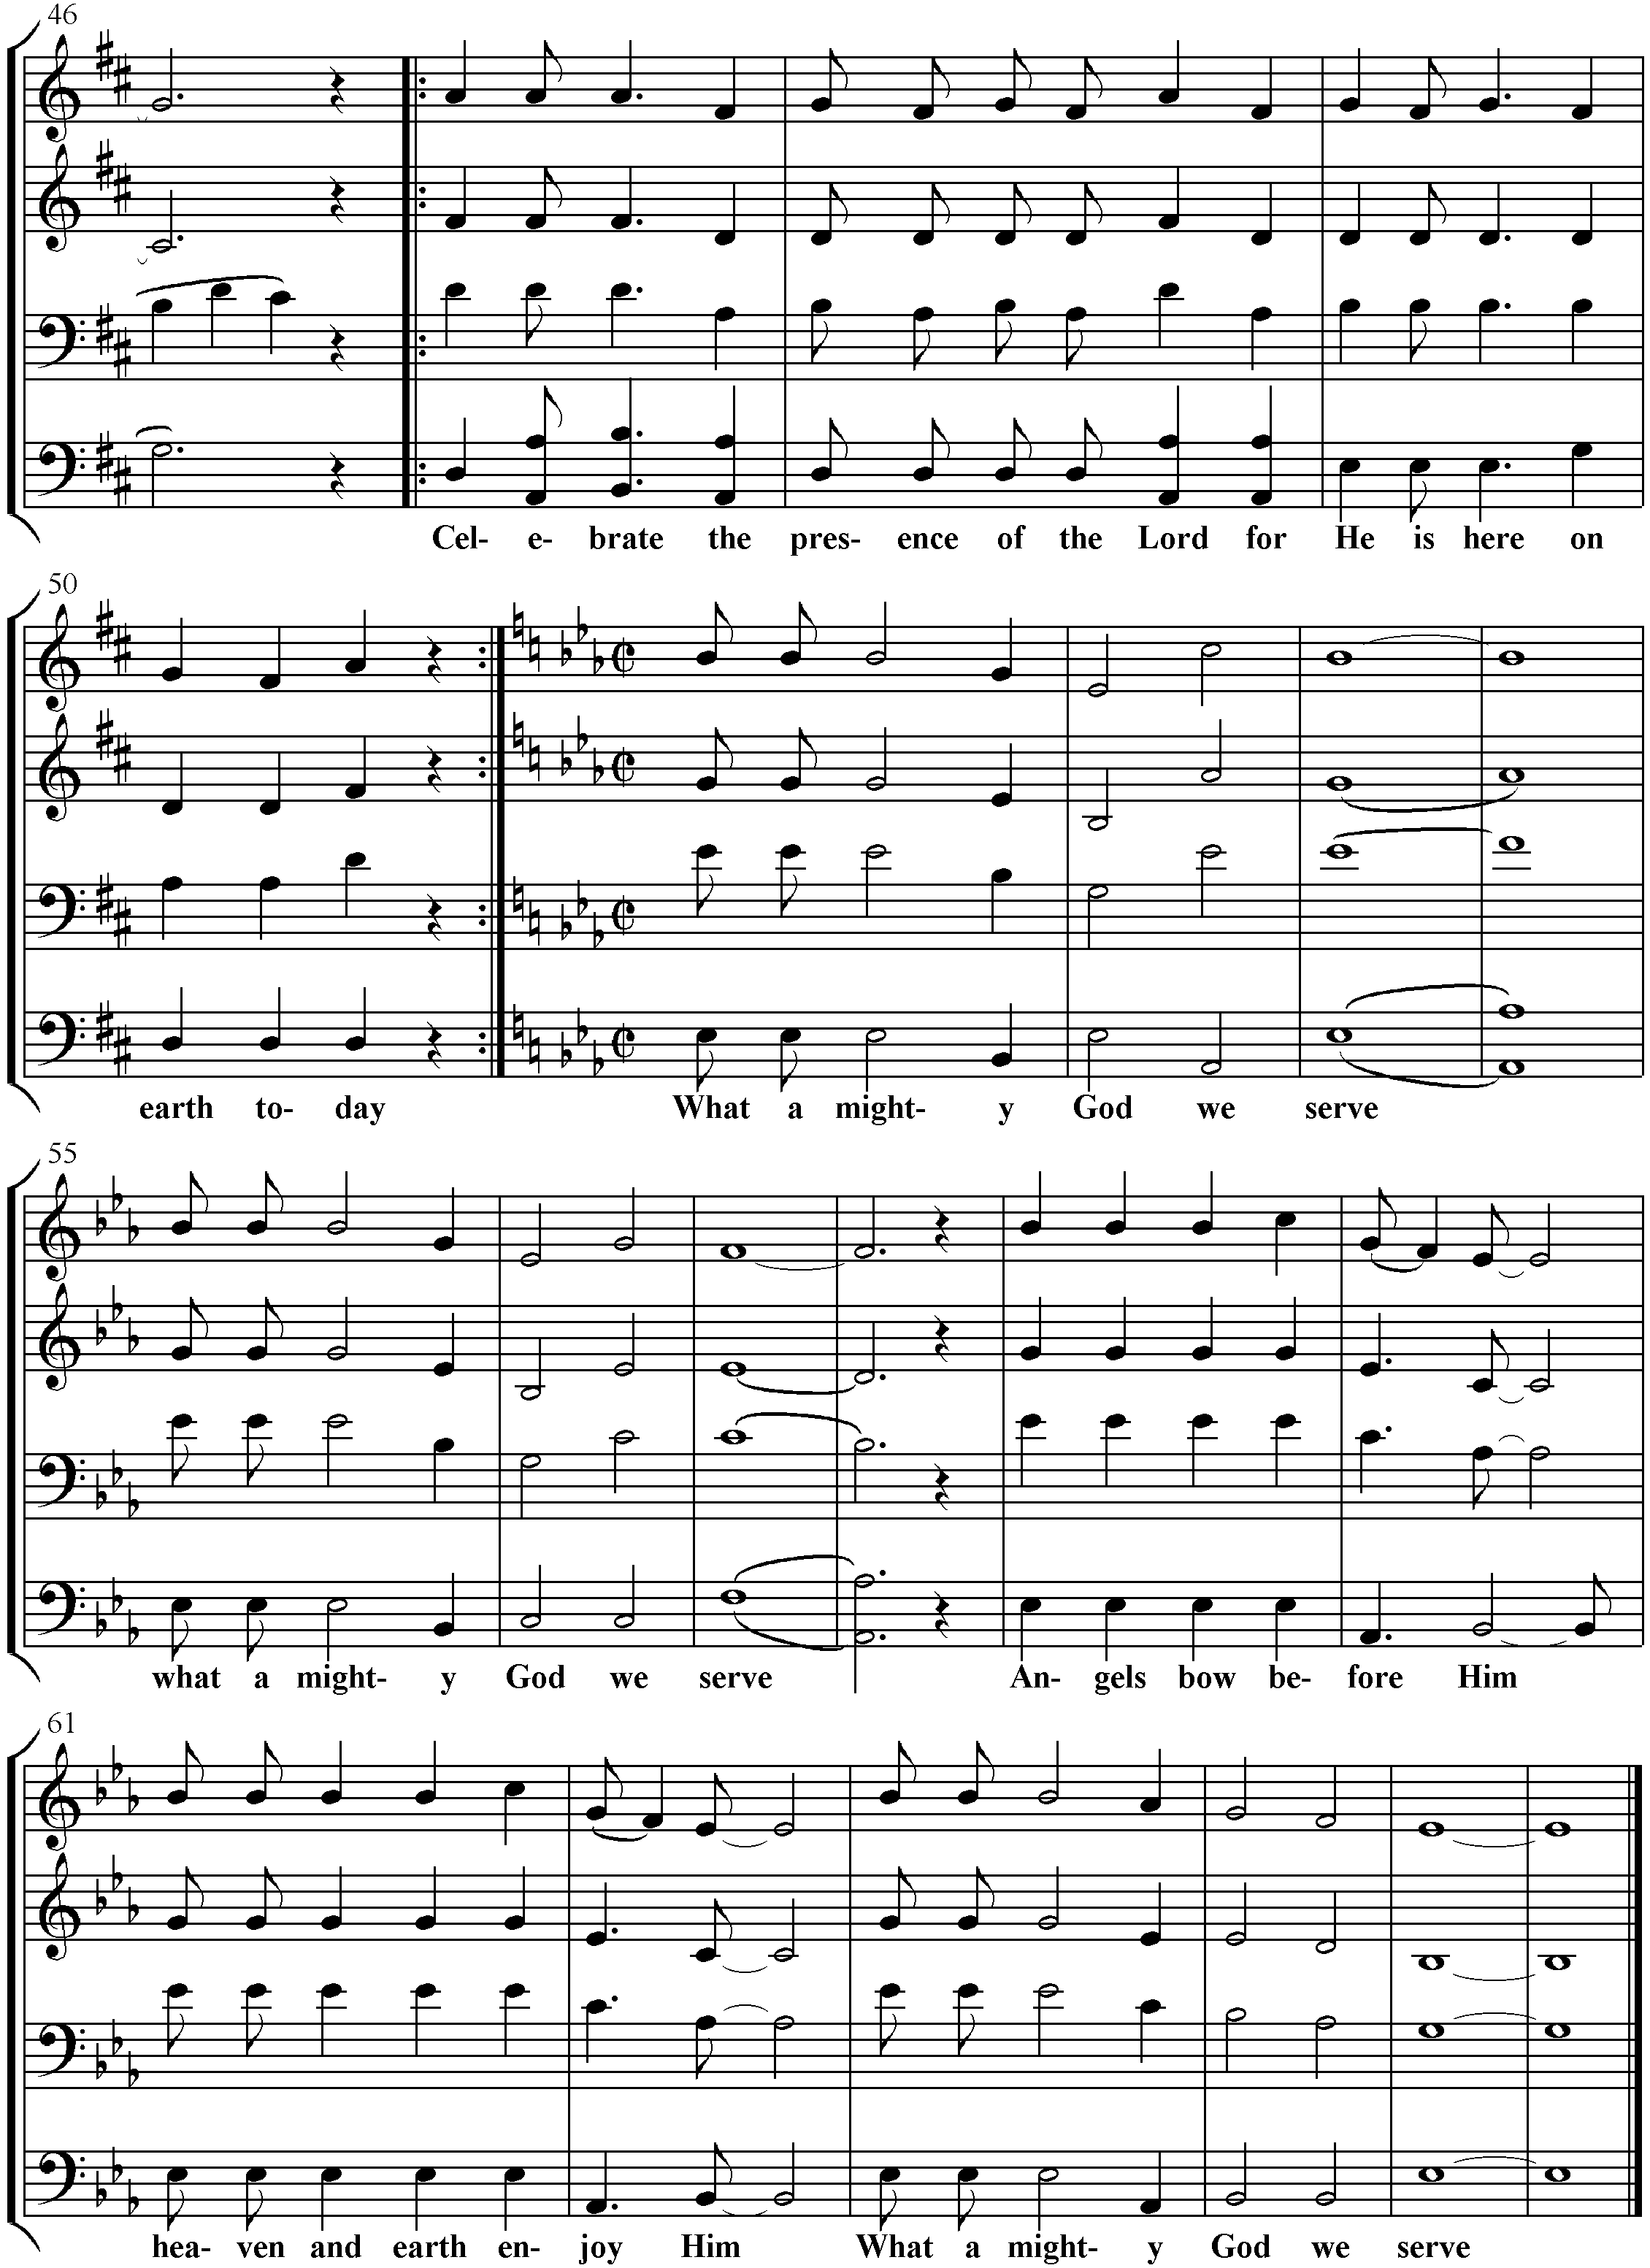 46
Cel- e- brate the pres- ence of the Lord for He is here on
50
earth to- day What a might- y God we serve
55
what a might- y God we serve An- gels bow be- fore Him
61
hea- ven and earth en- joy Him What a might- y God we serve